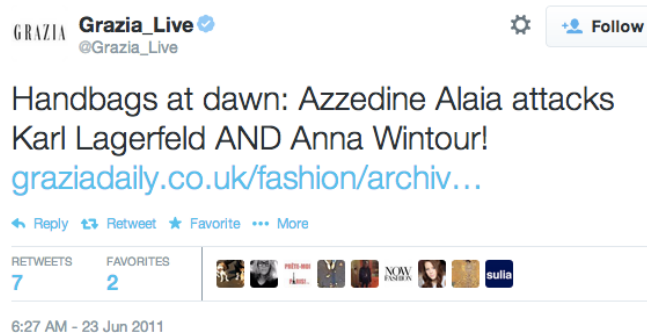 GRAZIA
Grazia_Live
@Grazia_Live
Follow
Handbags at dawn: Azzedine Alaia attacks
Karl Lagerfeld AND Anna Wintour!
graziadaily.co.uk/fashion/archiv…
Reply Retweet Favorite ••• More
RETWEETS FAVORITES
7 2
NOW
FASHION
sulia
6:27 AM - 23 Jun 2011